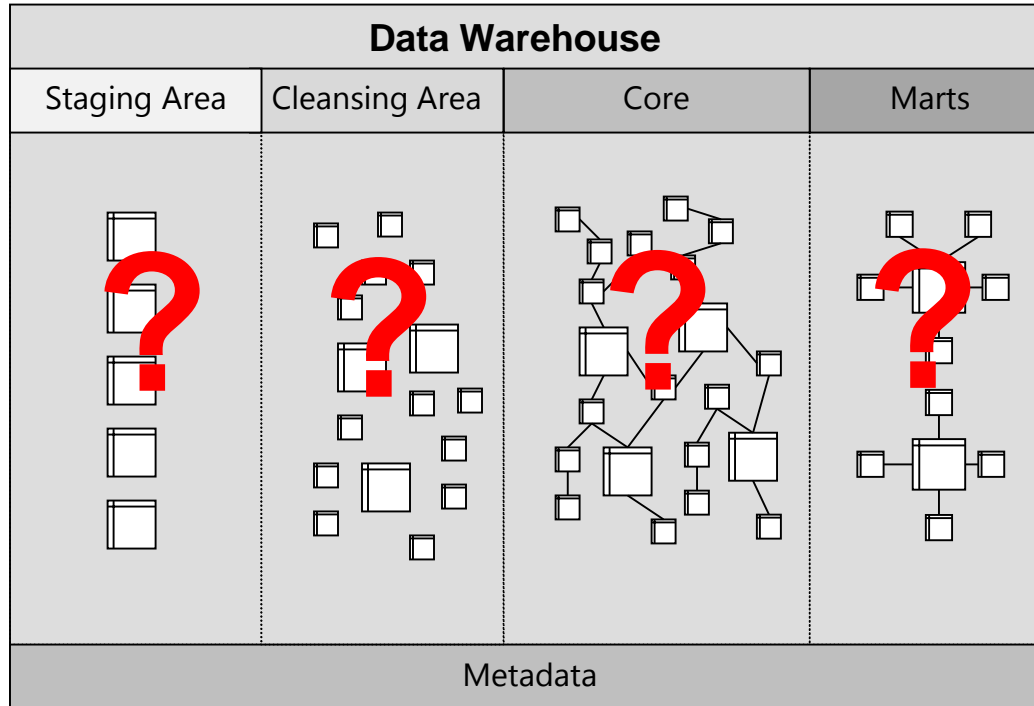 Data Warehouse
Staging Area
Cleansing Area
Core
Marts
?
?
?
?
Metadata